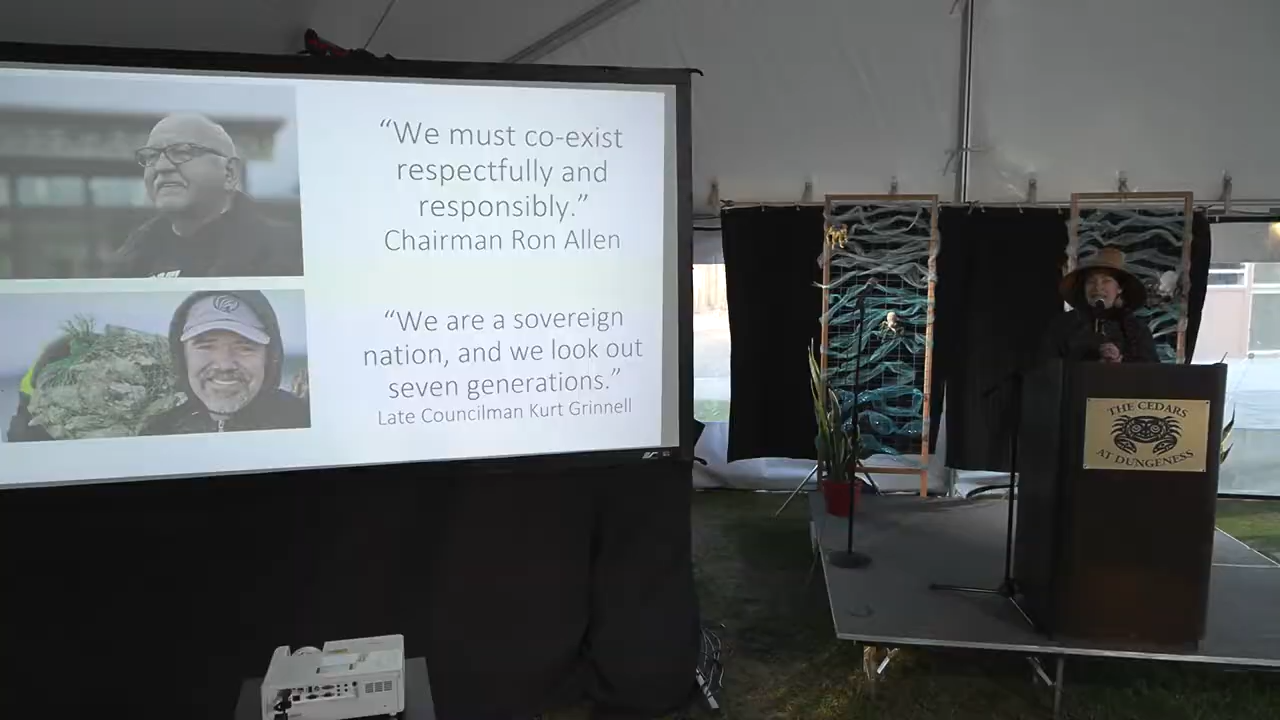 “We must co-exist
respectfully and
responsibly.”
Chairman Ron Allen
“We are a sovereign
nation, and we look out
seven generations.”
Late Councilman Kurt Grinnell
THE CEDARS
AT DUNGENESS